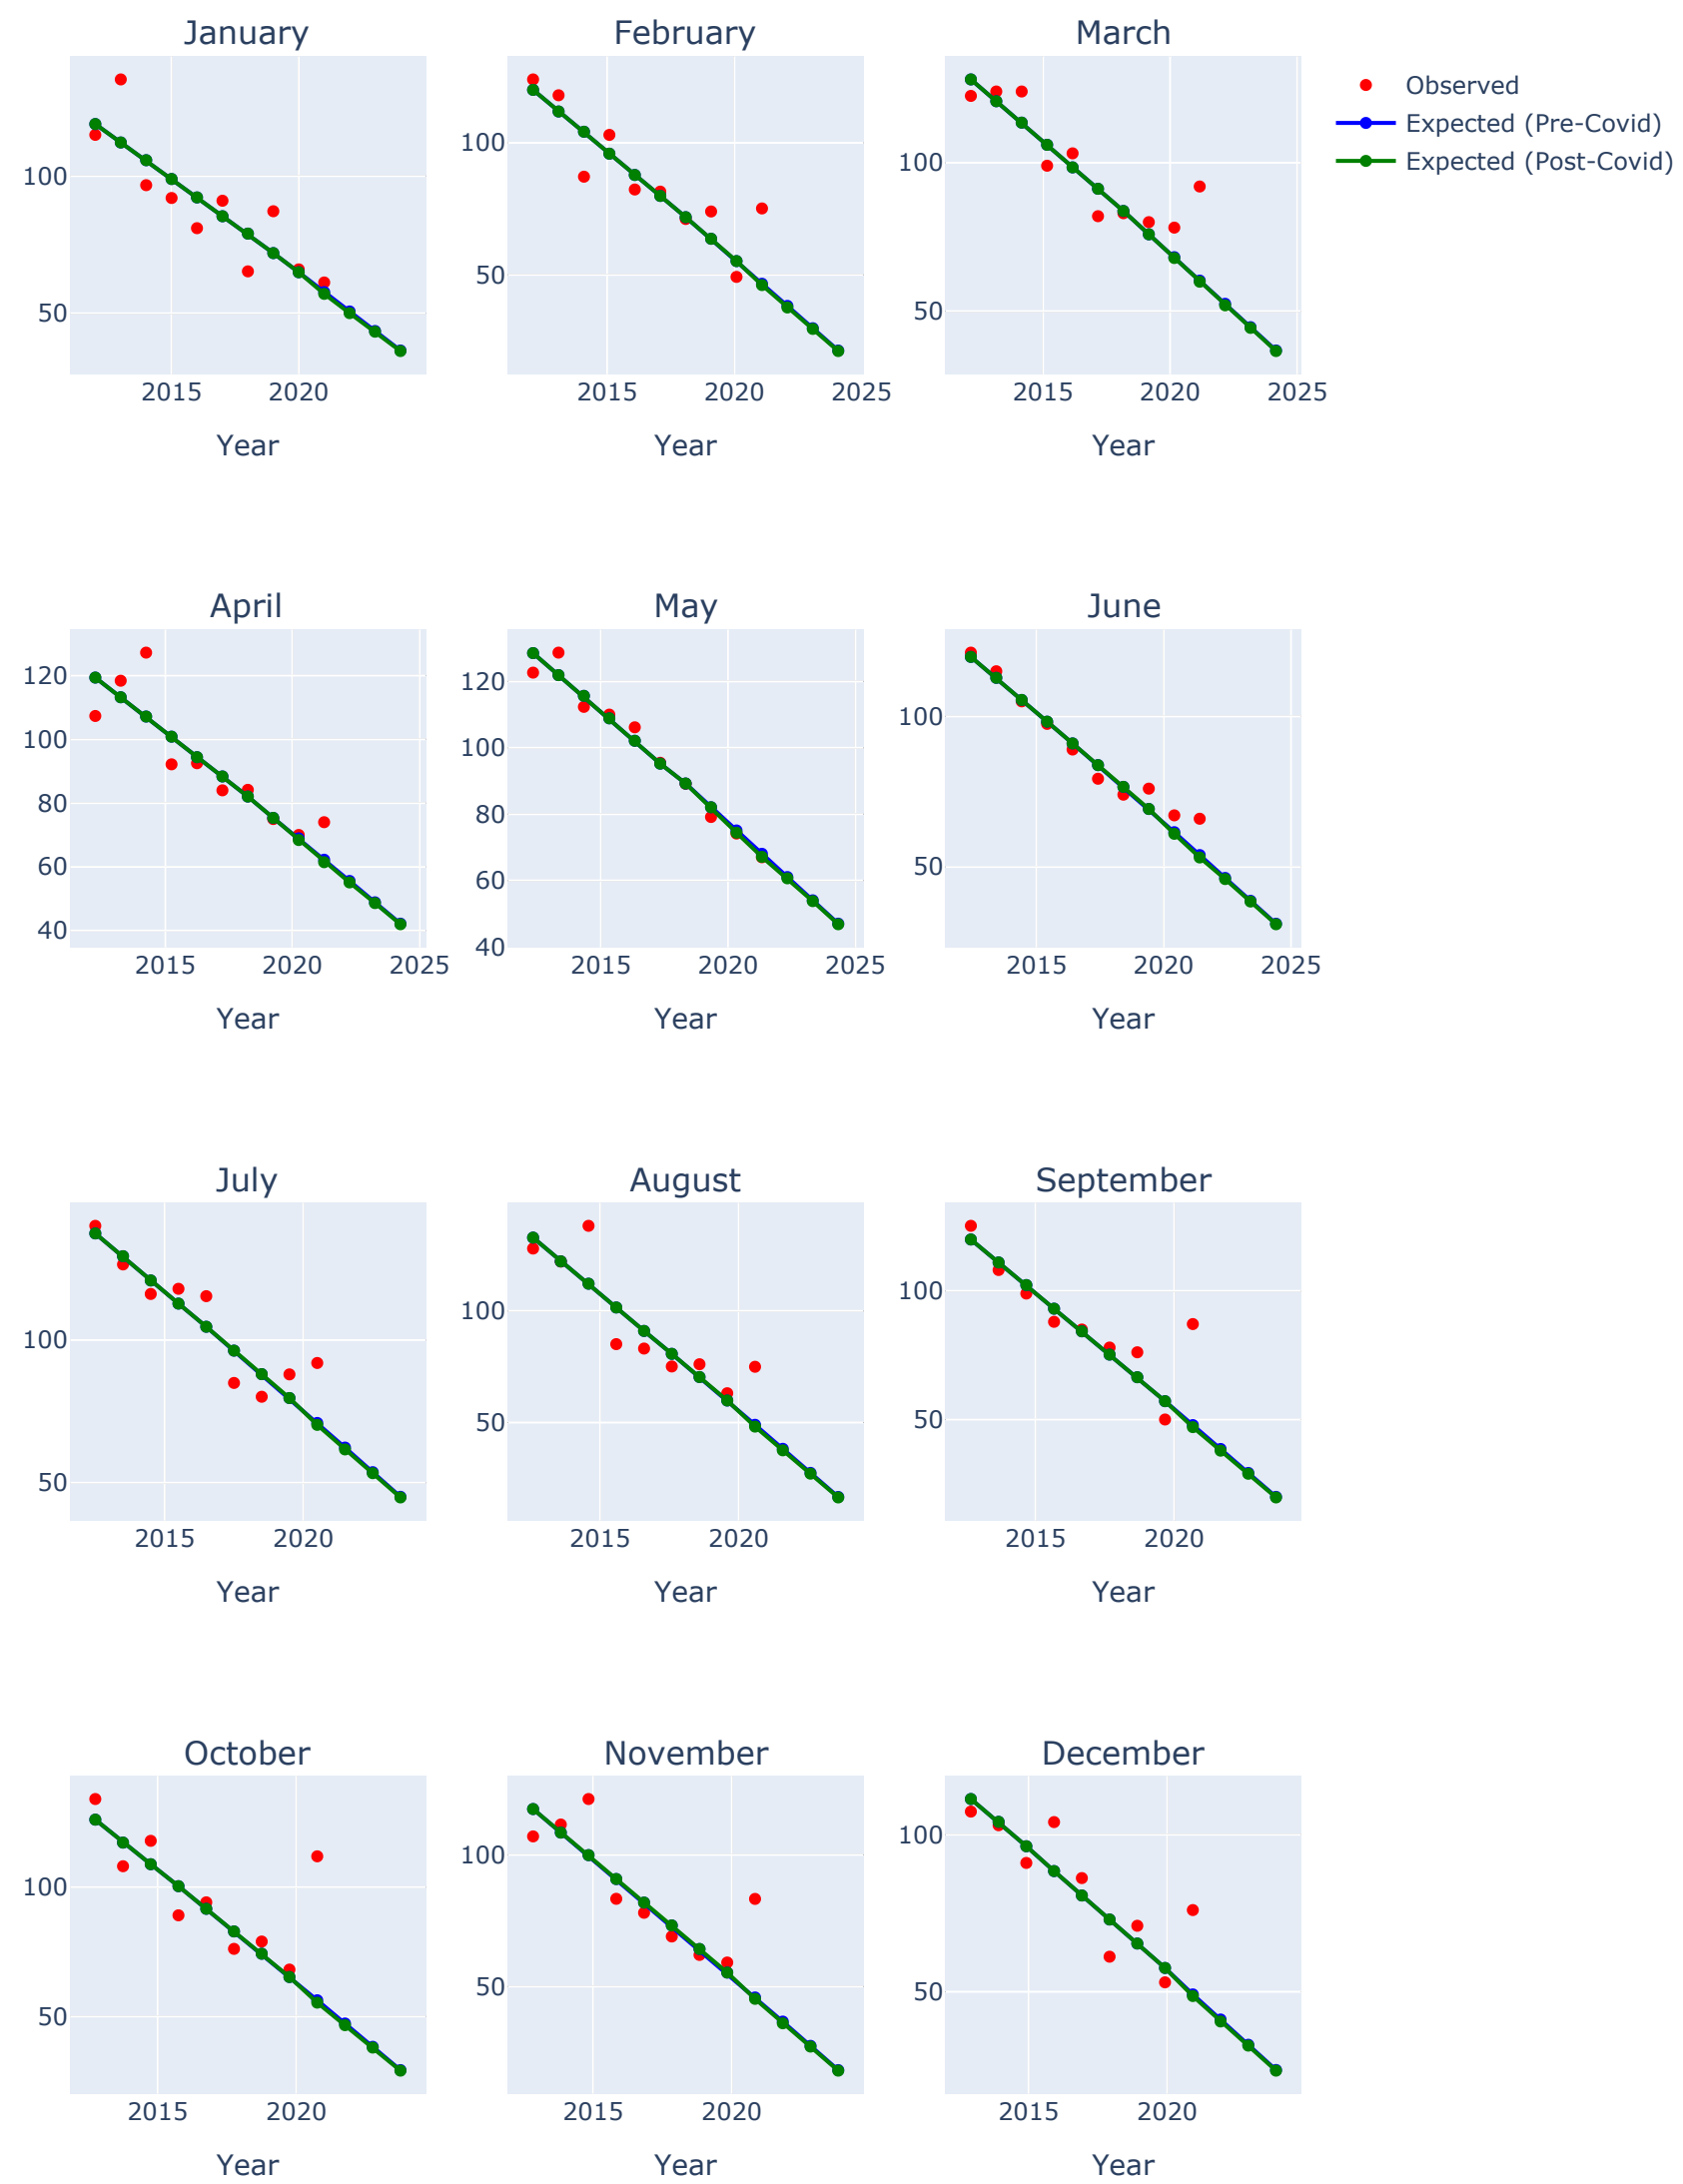 January
February
March
Observed
Expected (Pre-Covid)
Expected (Post-Covid)
100
50
100
50
100
50
2015
2020
2015
2020
2025
2015
2020
2025
Year
Year
Year
April
May
June
120
100
80
60
40
120
100
80
60
40
100
50
2015
2020
2025
2015
2020
2025
2015
2020
2025
Year
Year
Year
July
August
September
100
50
100
50
100
50
2015
2020
2015
2020
2015
2020
Year
Year
Year
October
November
December
100
50
100
50
100
50
2015
2020
2015
2020
2015
2020
Year
Year
Year